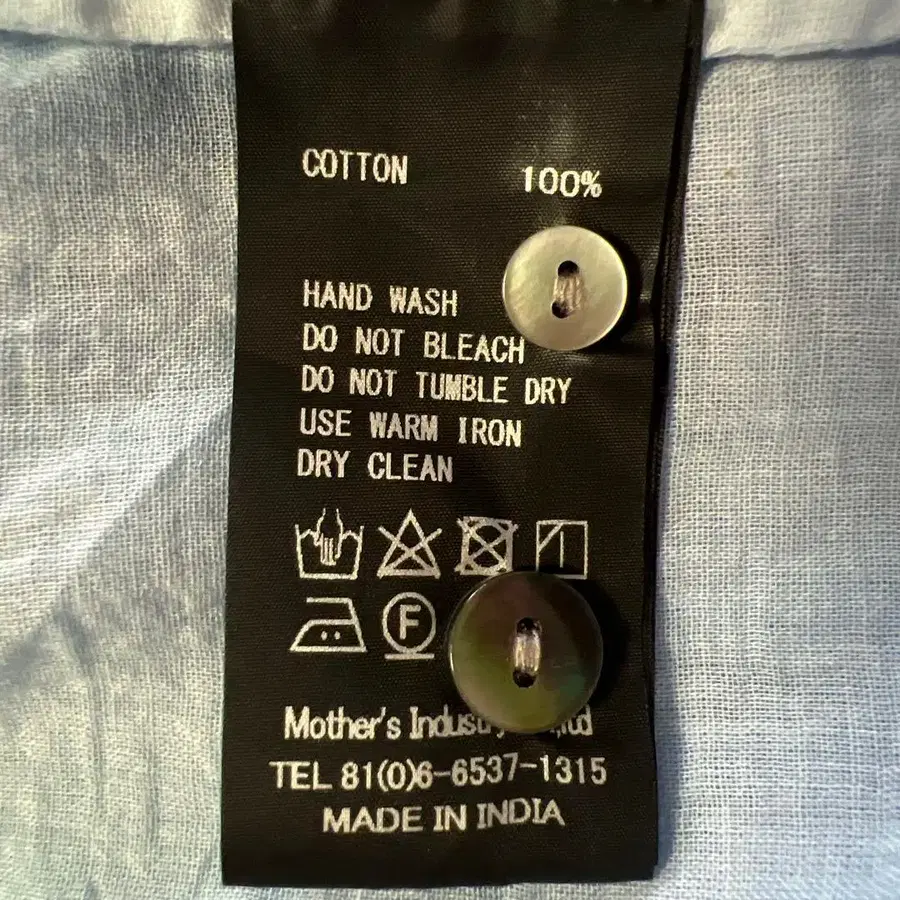 COTTON 100%
HAND WASH
DO NOT BLEACH
DO NOT TUMBLE DRY
USE WARM IRON
DRY CLEAN
F
Mother's
TEL 81(0)6-6537-1315
MADE IN INDIA